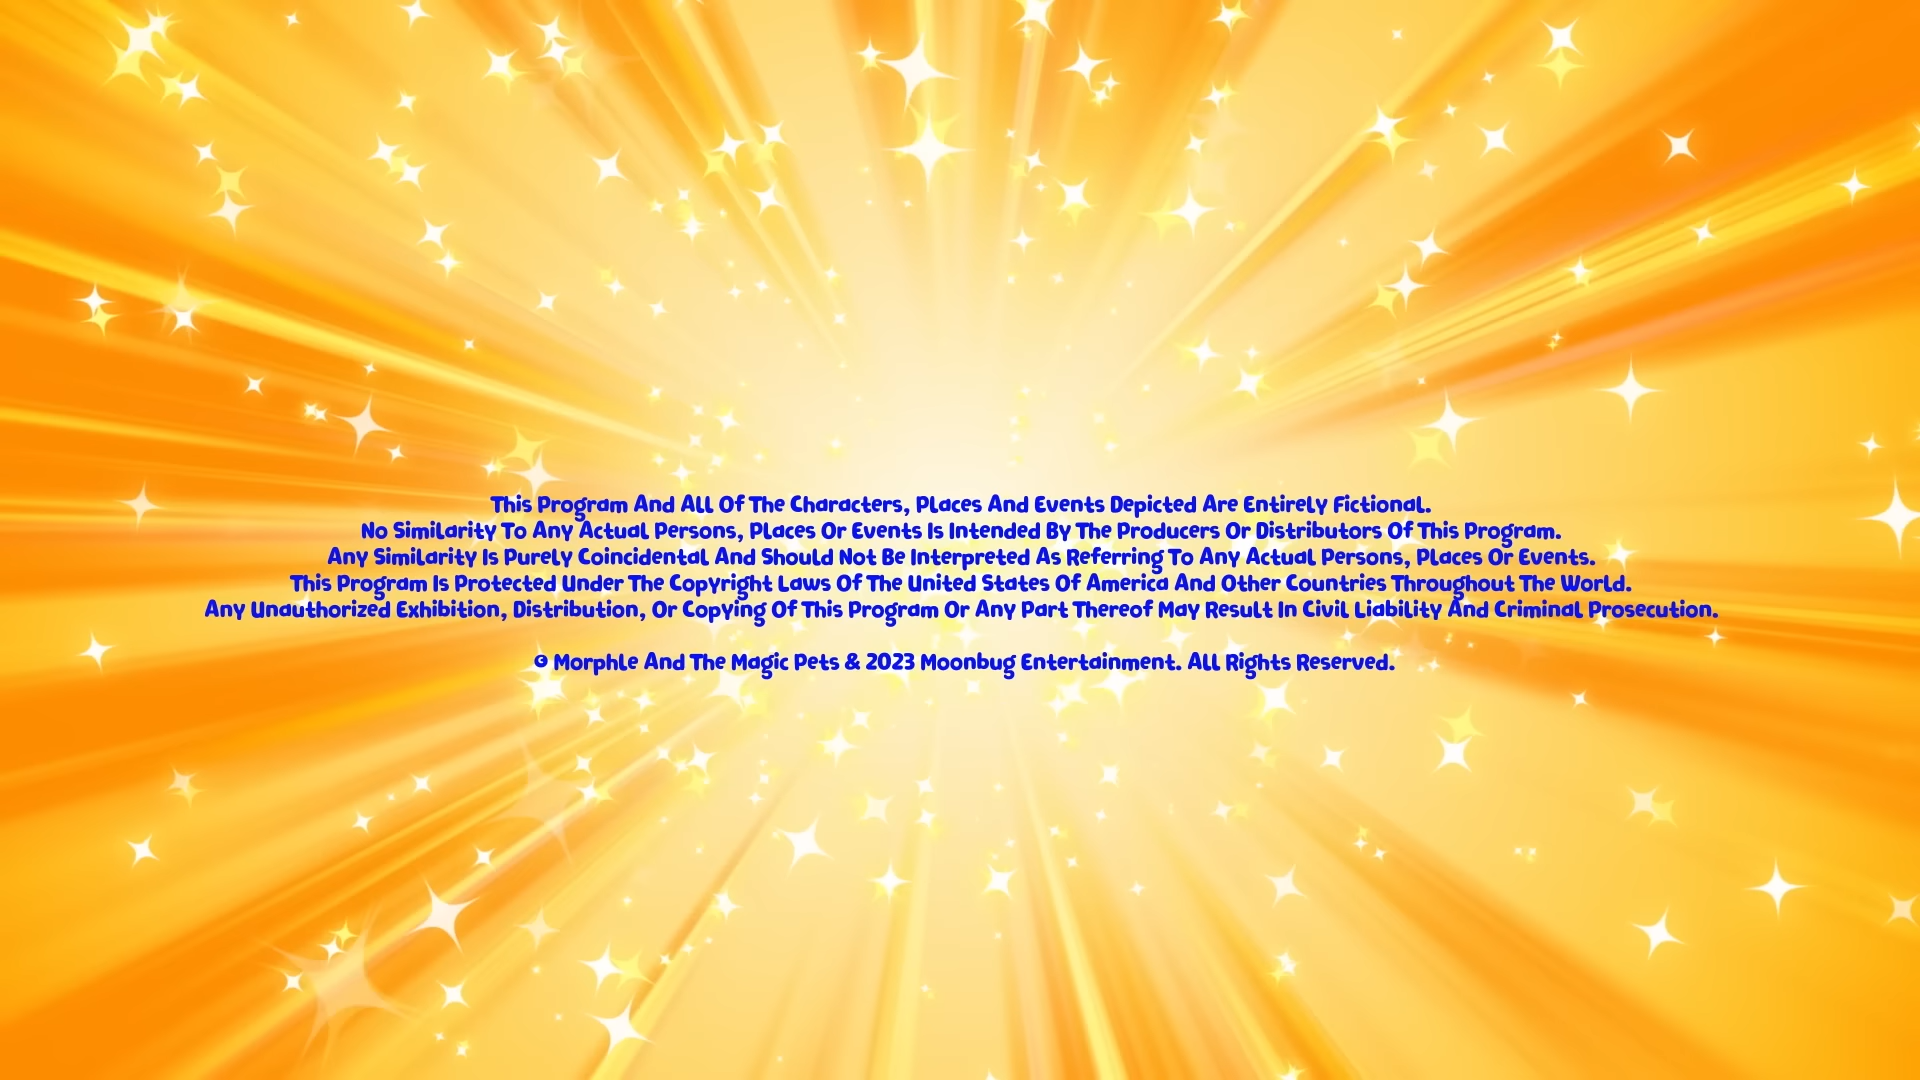 This Program And All Of The Characters, Places And Events Depicted Are Entirely Fictional.
No Similarity To Any Actual Persons, Places Or Events Is Intended By The Producers Or Distributors Of This Program.
Any Similarity Is Purely Coincidental And Should Not Be Interpreted As Referring To Any Actual Persons, Places Or Events.
This Program Is Protected Under The Copyright Laws Of The United States Of America And Other Countries Throughout The World.
Any Unauthorized Exhibition, Distribution, Or Copying Of This Program Or Any Part Thereof May Result In Civil Liability And Criminal Prosecution.
© Morphle And The Magic Pets & 2023 Moonbug Entertainment. All Rights Reserved.